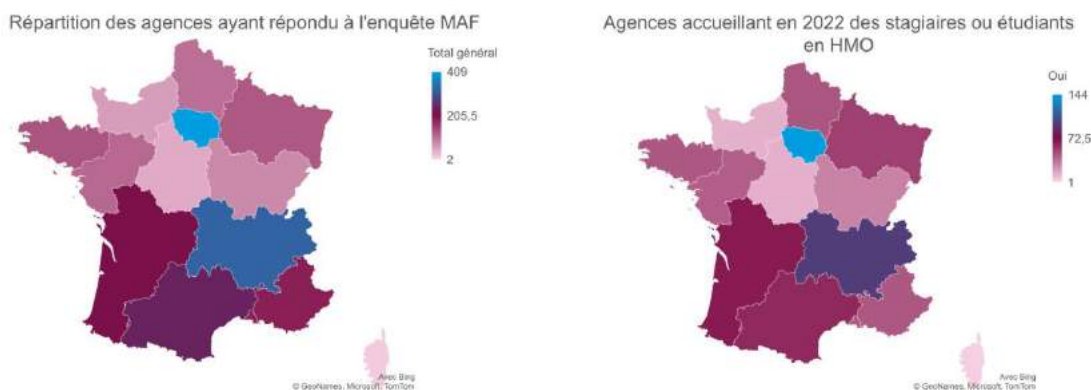 Répartition des agences ayant répondu à l'enquête MAF
Total général
409
205,5
2
Avec Bing
© GeoNames, Microsoft, TomTom
Agences accueillant en 2022 des stagiaires ou étudiants
en HMO
Oui
144
72,5
1
Avec Bing
© GeoNames, Microsoft, TomTom